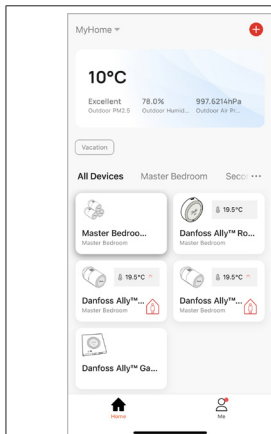 MyHome
10°C
Excellent 78.0% 997.6214hPa
Outdoor PM2.5 Outdoor Humid... Outdoor Air Pr...
Vacation
All Devices Master Bedroom Seco ...
Master Bedroo...
Master Bedroom
19.5°C
Danfoss Ally™ Ro...
Master Bedroom
19.5°C
Danfoss Ally™...
Master Bedroom
19.5°C
Danfoss Ally™...
Master Bedroom
Danfoss Ally™ Ga...
Home Me